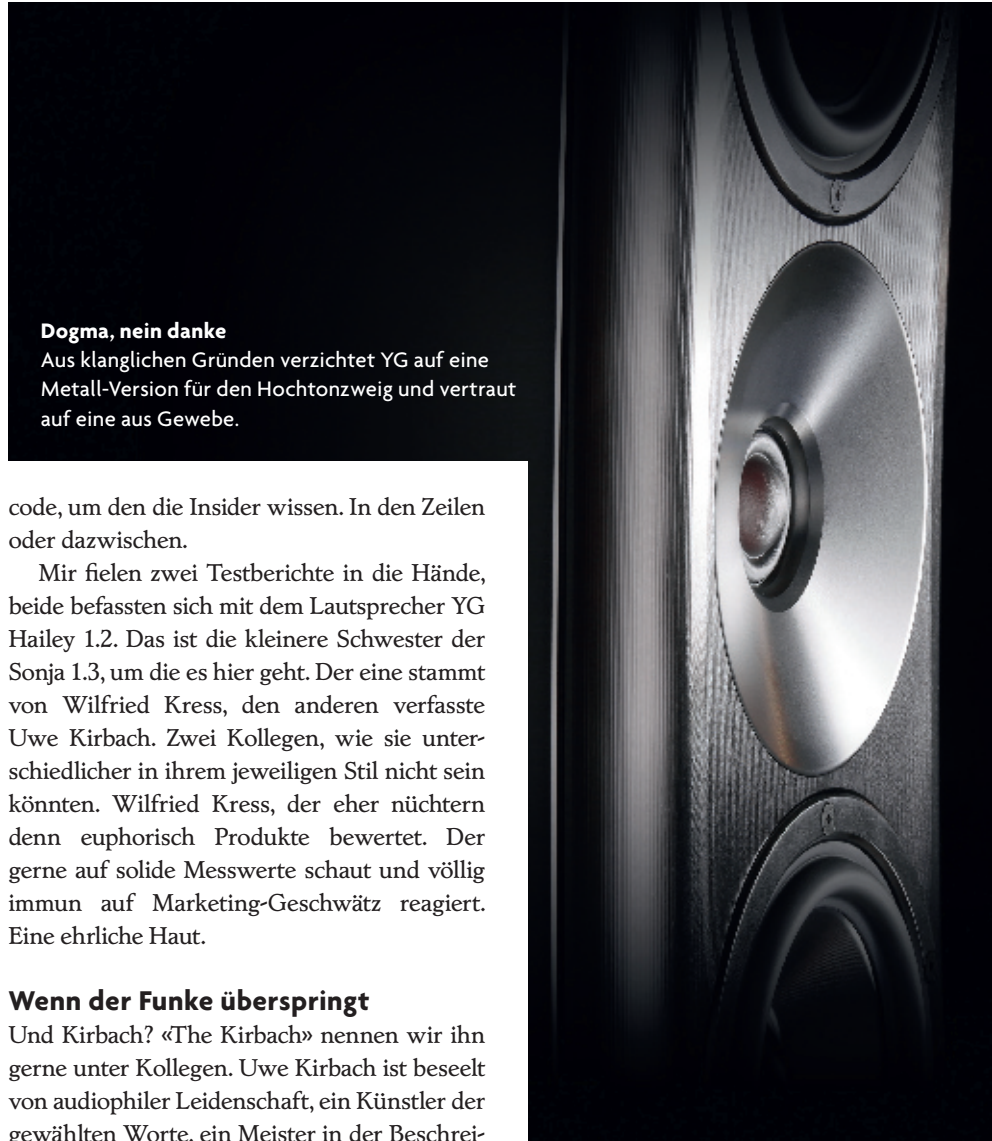 Dogma, nein danke
Aus klanglichen Gründen verzichtet YG auf eine
Metall-Version für den Hochtonzweig und vertraut
auf eine aus Gewebe.
code, um den die Insider wissen. In den Zeilen
oder dazwischen.
Mir fielen zwei Testberichte in die Hände,
beide befassten sich mit dem Lautsprecher YG
Hailey 1.2. Das ist die kleinere Schwester der
Sonja 1.3, um die es hier geht. Der eine stammt
von Wilfried Kress, den anderen verfasste
Uwe Kirbach. Zwei Kollegen, wie sie unter-
schiedlicher in ihrem jeweiligen Stil nicht sein
könnten. Wilfried Kress, der eher nüchtern
denn euphorisch Produkte bewertet. Der
gerne auf solide Messwerte schaut und völlig
immun auf Marketing-Geschwätz reagiert.
Eine ehrliche Haut.
Wenn der Funke überspringt
Und Kirbach? «The Kirbach» nennen wir ihn
gerne unter Kollegen. Uwe Kirbach ist beseelt
von audiophiler Leidenschaft, ein Künstler der
gewählten Worte, ein Meister in der Beschrei-